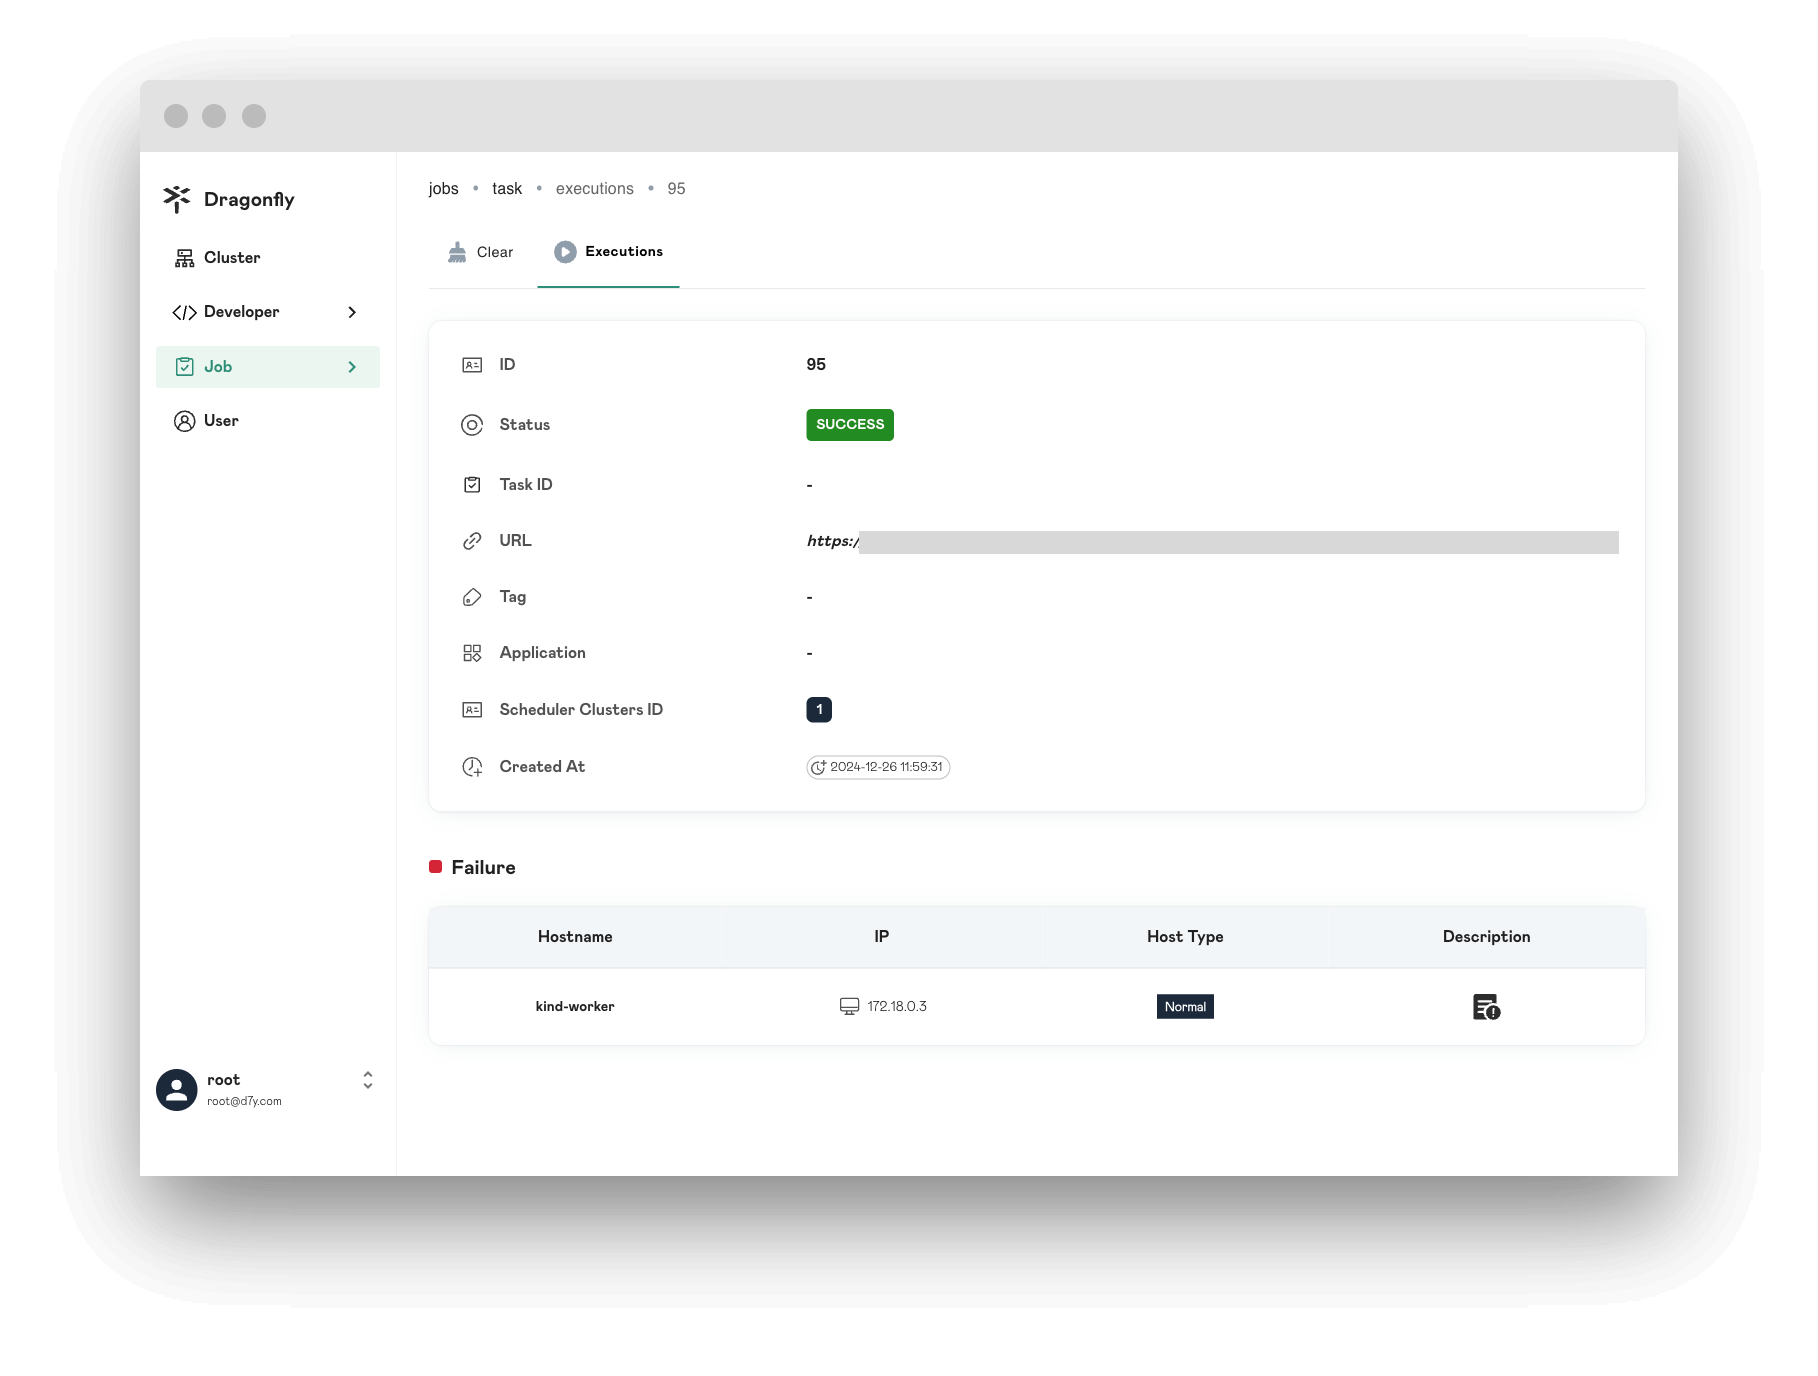 Dragonfly
Cluster
Developer
Job
User
root
root@d7y.com
jobs • task • executions • 95
Clear
Executions
ID 95
Status SUCCESS
Task ID -
URL https:/
Tag -
Application -
Scheduler Clusters ID 1
Created At 2024-12-26 11:59:31
Failure
Hostname IP Host Type Description
kind-worker 172.18.0.3 Normal